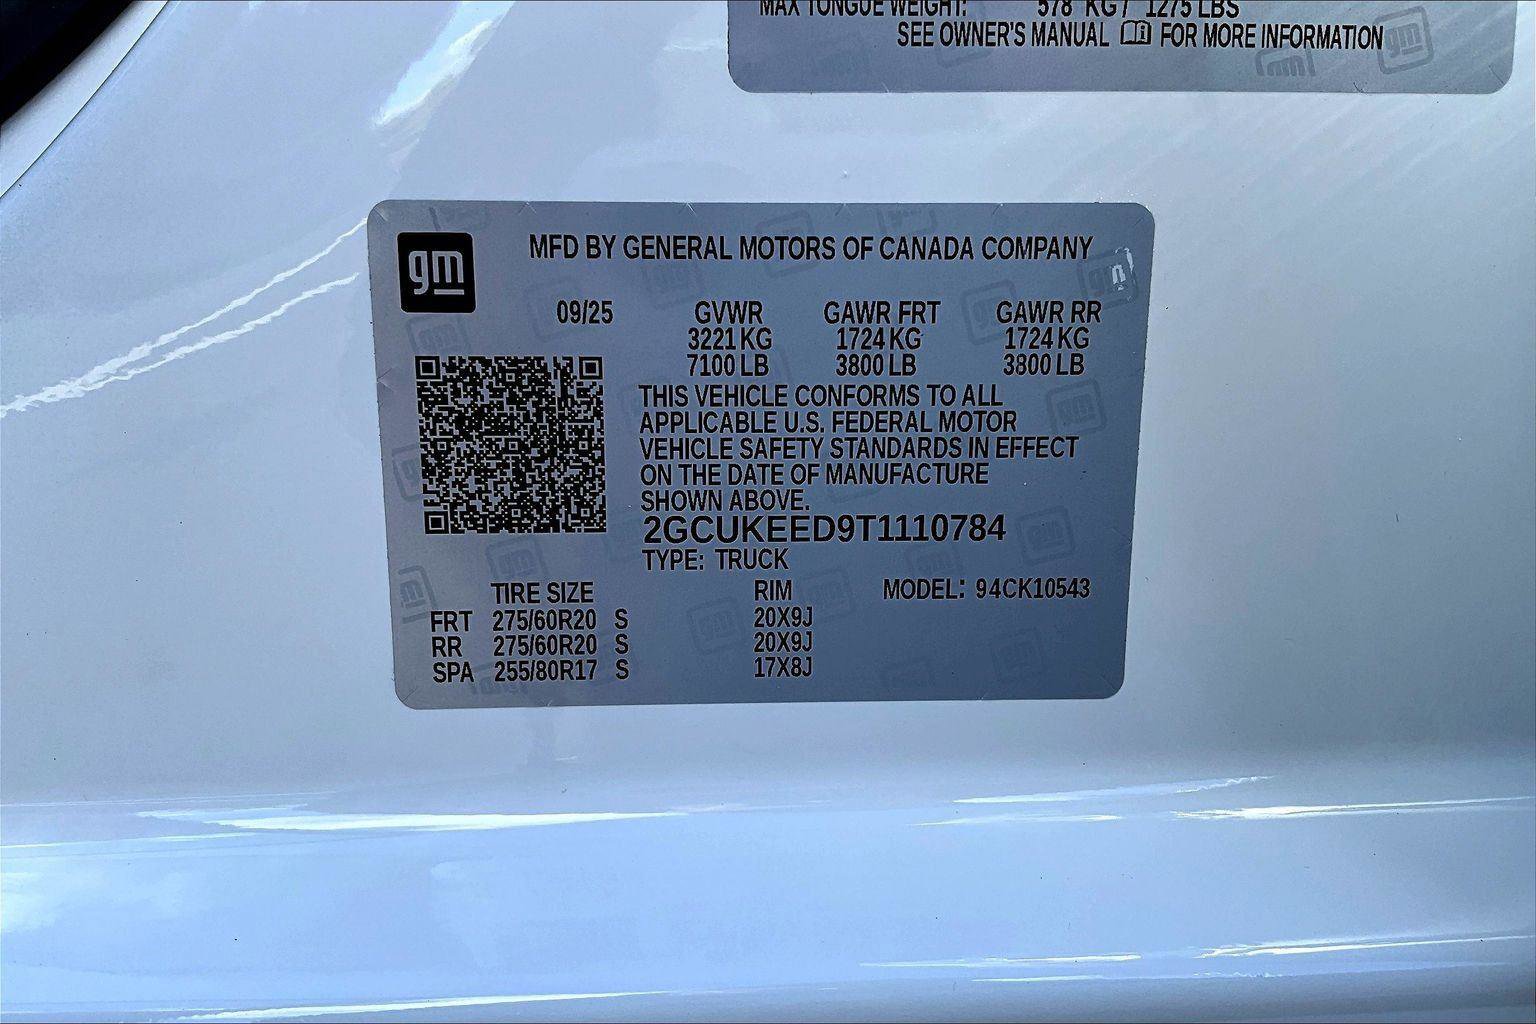 MAX TONGUE WEIGHT: 578 KG / 1275 LBS
SEE OWNER'S MANUAL FOR MORE INFORMATION
gm
MFD BY GENERAL MOTORS OF CANADA COMPANY
09/25 GVWR GAWR FRT GAWR RR
3221 KG 1724 KG 1724 KG
7100 LB 3800 LB 3800 LB
THIS VEHICLE CONFORMS TO ALL
APPLICABLE U.S. FEDERAL MOTOR
VEHICLE SAFETY STANDARDS IN EFFECT
ON THE DATE OF MANUFACTURE
SHOWN ABOVE.
2GCUKEED9T1110784
TYPE: TRUCK
TIRE SIZE RIM MODEL: 94CK10543
FRT 275/60R20 S 20X9J
RR 275/60R20 S 20X9J
SPA 255/80R17 S 17X8J